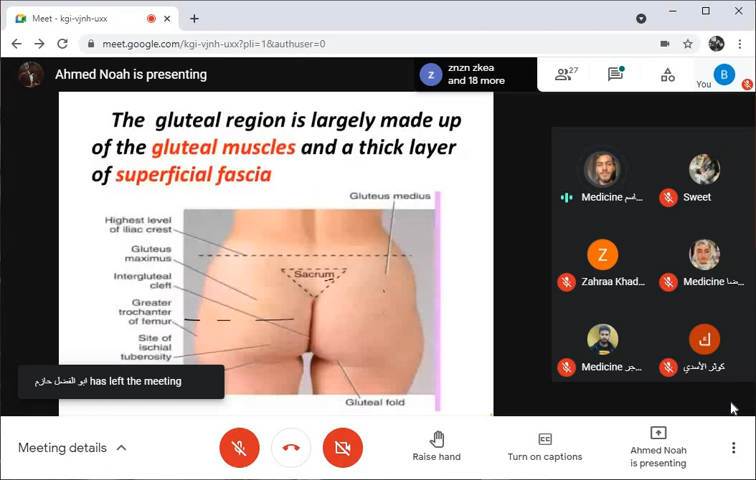 Meet - kgi-vjnh-uxx
meet.google.com/kgi-vjnh-uxx?pli=1&authuser=0
Ahmed Noah is presenting
z
znzn zkea
and 18 more
27
You
B
The gluteal region is largely made up
of the gluteal muscles and a thick layer
of superficial fascia
Gluteus medius
Highest level
of iliac crest
Gluteus
maximus
Sacrum
Intergluteal
cleft
Greater
trochanter
of femur
Site of
ischial
tuberosity
Gluteal fold
Medicine
Sweet
Z
Zahraa Khad...
Medicine
Medicine
ك
كوثر الأسدي
ابو الفضل حازم has left the meeting
Meeting details
Raise hand
Turn on captions
Ahmed Noah
is presenting